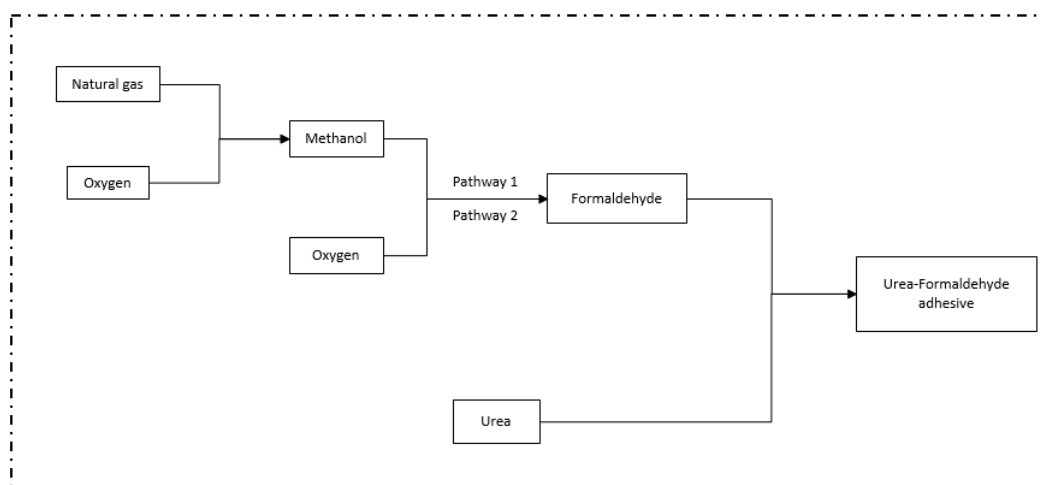 Natural gas
Methanol
Oxygen
Pathway 1
Formaldehyde
Pathway 2
Oxygen
Urea-Formaldehyde
adhesive
Urea